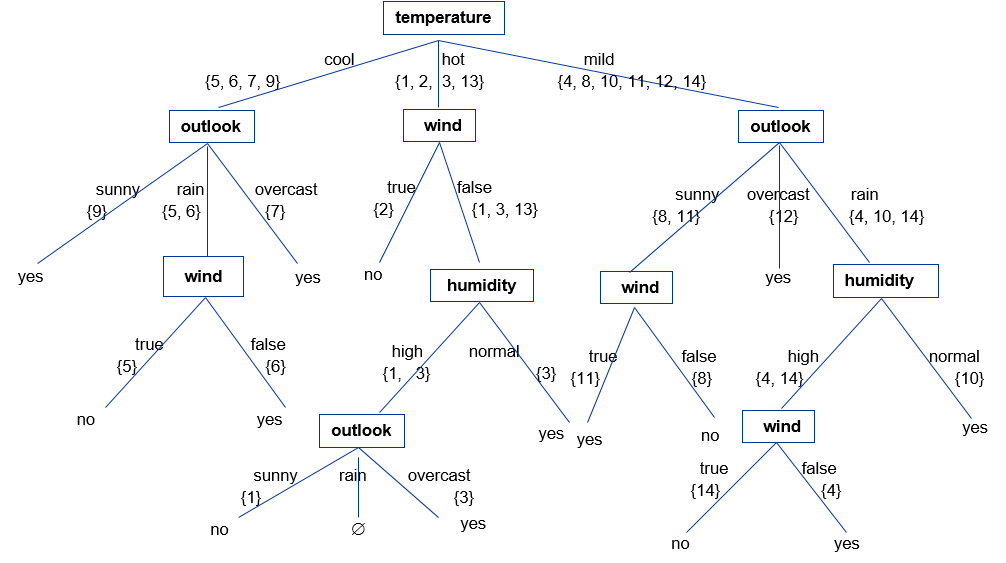 temperature
cool hot mild
{5, 6, 7, 9} {1, 2, 3, 13} {4, 8, 10, 11, 12, 14}
outlook wind outlook
sunny rain overcast true false sunny overcast rain
{9} {5, 6} {7} {2} {1, 3, 13} {8, 11} {12} {4, 10, 14}
yes wind yes no humidity wind yes humidity
true false high normal true false high normal
{5} {6} {1, 3} {3} {11} {8} {4, 14} {10}
no yes outlook yes yes no wind yes
sunny rain overcast true false
{1} {3} {14} {4}
no ∅ yes no yes